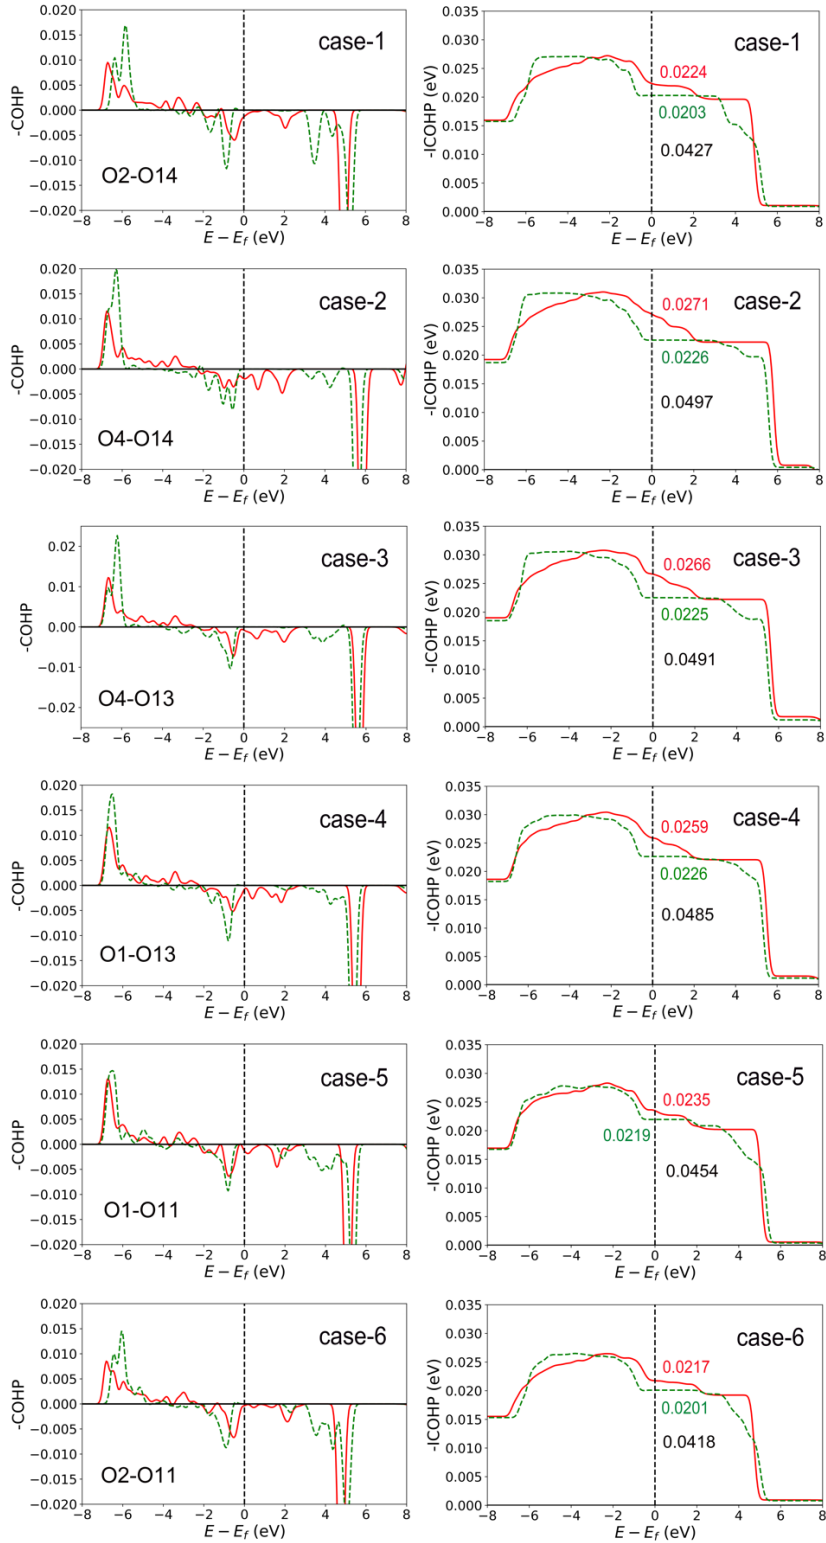 -COHP
0.020
0.015
0.010
0.005
0.000
−0.005
−0.010
−0.015
−0.020
case-1
O2-O14
−8 −6 −4 −2 0 2 4 6 8
E − E_f (eV)
-ICOHP (eV)
0.035
0.030
0.025
0.020
0.015
0.010
0.005
0.000
case-1
0.0224
0.0203
0.0427
−8 −6 −4 −2 0 2 4 6 8
E − E_f (eV)
-COHP
0.020
0.015
0.010
0.005
0.000
−0.005
−0.010
−0.015
−0.020
case-2
O4-O14
−8 −6 −4 −2 0 2 4 6 8
E − E_f (eV)
-ICOHP (eV)
0.035
0.030
0.025
0.020
0.015
0.010
0.005
0.000
case-2
0.0271
0.0226
0.0497
−8 −6 −4 −2 0 2 4 6 8
E − E_f (eV)
-COHP
0.02
0.01
0.00
−0.01
−0.02
case-3
O4-O13
−8 −6 −4 −2 0 2 4 6 8
E − E_f (eV)
-ICOHP (eV)
0.035
0.030
0.025
0.020
0.015
0.010
0.005
0.000
case-3
0.0266
0.0225
0.0491
−8 −6 −4 −2 0 2 4 6 8
E − E_f (eV)
-COHP
0.020
0.015
0.010
0.005
0.000
−0.005
−0.010
−0.015
−0.020
case-4
O1-O13
−8 −6 −4 −2 0 2 4 6 8
E − E_f (eV)
-ICOHP (eV)
0.035
0.030
0.025
0.020
0.015
0.010
0.005
0.000
case-4
0.0259
0.0226
0.0485
−8 −6 −4 −2 0 2 4 6 8
E − E_f (eV)
-COHP
0.020
0.015
0.010
0.005
0.000
−0.005
−0.010
−0.015
−0.020
case-5
O1-O11
−8 −6 −4 −2 0 2 4 6 8
E − E_f (eV)
-ICOHP (eV)
0.035
0.030
0.025
0.020
0.015
0.010
0.005
0.000
case-5
0.0235
0.0219
0.0454
−8 −6 −4 −2 0 2 4 6 8
E − E_f (eV)
-COHP
0.020
0.015
0.010
0.005
0.000
−0.005
−0.010
−0.015
−0.020
case-6
O2-O11
−8 −6 −4 −2 0 2 4 6 8
E − E_f (eV)
-ICOHP (eV)
0.035
0.030
0.025
0.020
0.015
0.010
0.005
0.000
case-6
0.0217
0.0201
0.0418
−8 −6 −4 −2 0 2 4 6 8
E − E_f (eV)